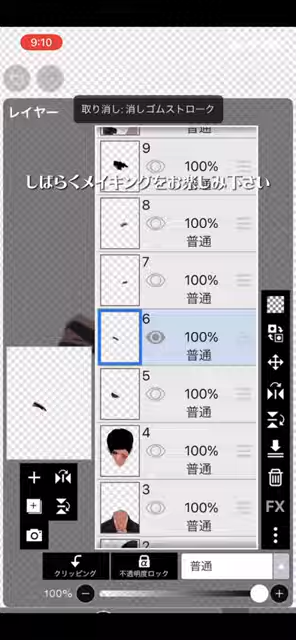 9:10
取り消し: 消しゴムストローク
レイヤー
普通
9
100%
普通
しばらくメイキングをお楽しみ下さい
8
100%
普通
7
100%
普通
6
100%
普通
5
100%
普通
4
100%
普通
3
100%
普通
2
FX
クリッピング
不透明度ロック
普通
100%